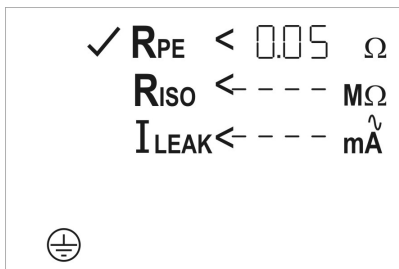 ✓ RPE < 0.05 Ω
RISO <---- MΩ
ILEAK<---- mA